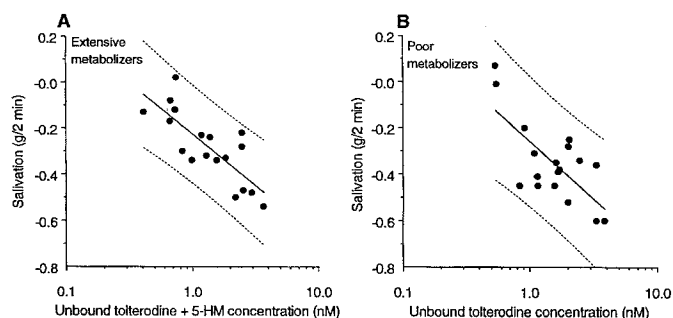 A
Extensive
metabolizers
Salivation (g/2 min)
0.2
-0.0
-0.2
-0.4
-0.6
-0.8
0.1
1.0
10.0
Unbound tolterodine + 5-HM concentration (nM)
B
Poor
metabolizers
Salivation (g/2 min)
0.2
-0.0
-0.2
-0.4
-0.6
-0.8
0.1
1.0
10.0
Unbound tolterodine concentration (nM)